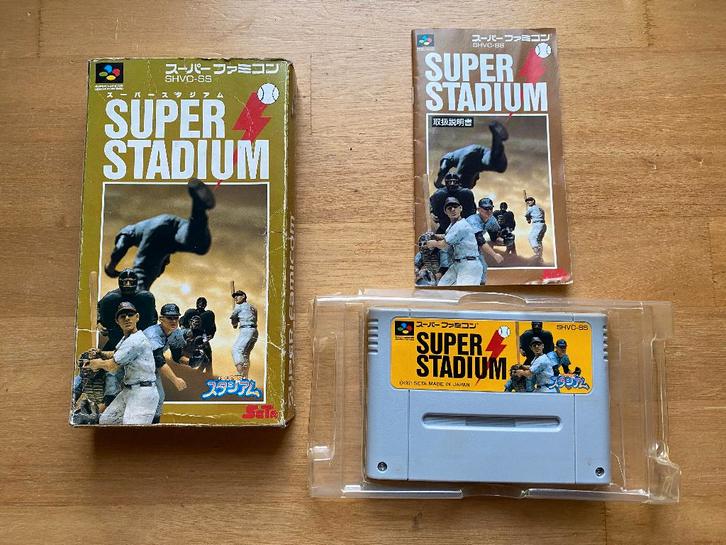 スーパーファミコン
SHVC-SS
スーパースタジアム
SUPER
STADIUM
スタジアム
SETA
スーパーファミコン
SHVC-SS
SUPER
STADIUM
取扱説明書
SETA
スーパーファミコン
SHVC-SS
SUPER
STADIUM
SETA MADE IN JAPAN
スタジアム